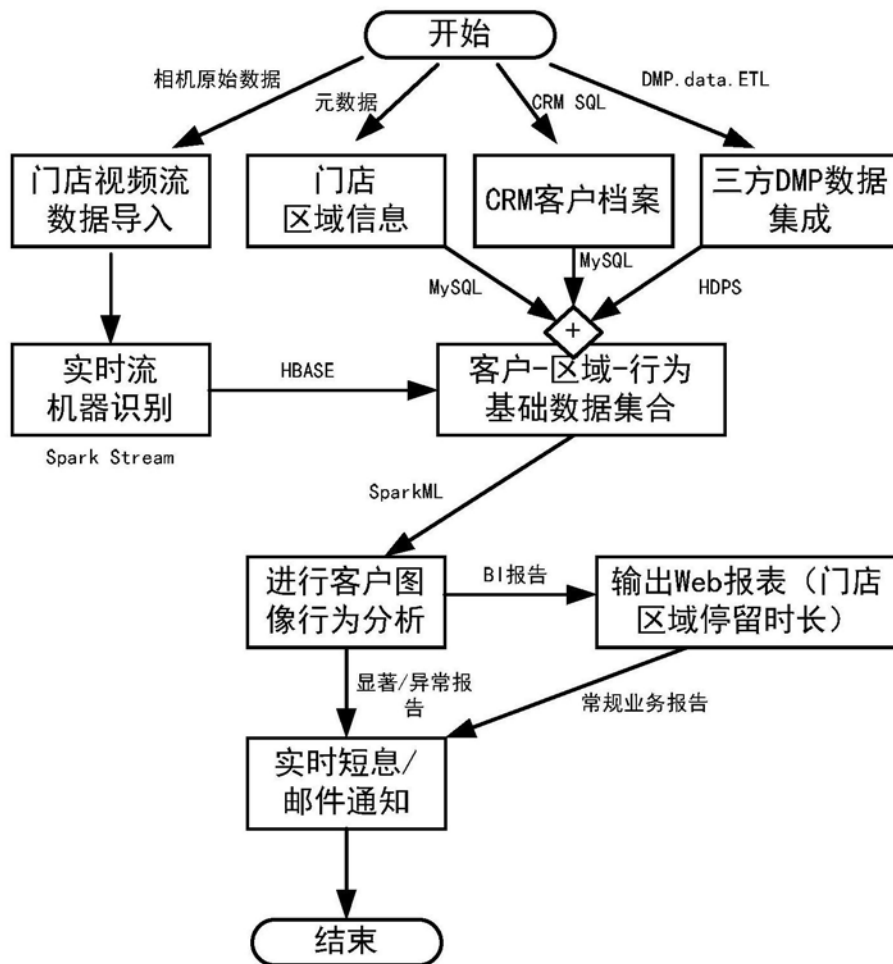 开始
相机原始数据
元数据
CRM SQL
DMP.data.ETL
门店视频流
数据导入
门店
区域信息
CRM客户档案
三方DMP数据
集成
MySQL
MySQL
HDPS
+
实时流
机器识别
HBASE
客户-区域-行为
基础数据集合
Spark Stream
SparkML
进行客户图
像行为分析
BI报告
输出Web报表（门店
区域停留时长）
显著/异常报
告
常规业务报告
实时短息/
邮件通知
结束